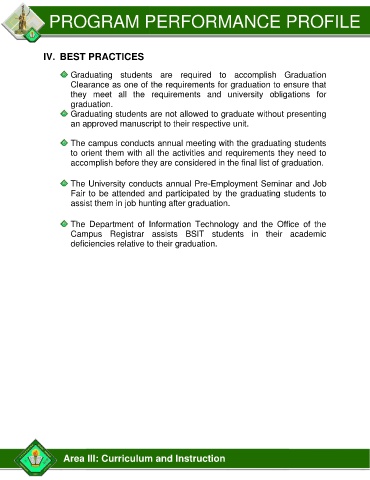 PROGRAM PERFORMANCE PROFILE
IV. BEST PRACTICES
Graduating students are required to accomplish Graduation
Clearance as one of the requirements for graduation to ensure that
they meet all the requirements and university obligations for
graduation.
Graduating students are not allowed to graduate without presenting
an approved manuscript to their respective unit.
The campus conducts annual meeting with the graduating students
to orient them with all the activities and requirements they need to
accomplish before they are considered in the final list of graduation.
The University conducts annual Pre-Employment Seminar and Job
Fair to be attended and participated by the graduating students to
assist them in job hunting after graduation.
The Department of Information Technology and the Office of the
Campus Registrar assists BSIT students in their academic
deficiencies relative to their graduation.
Area III: Curriculum and Instruction